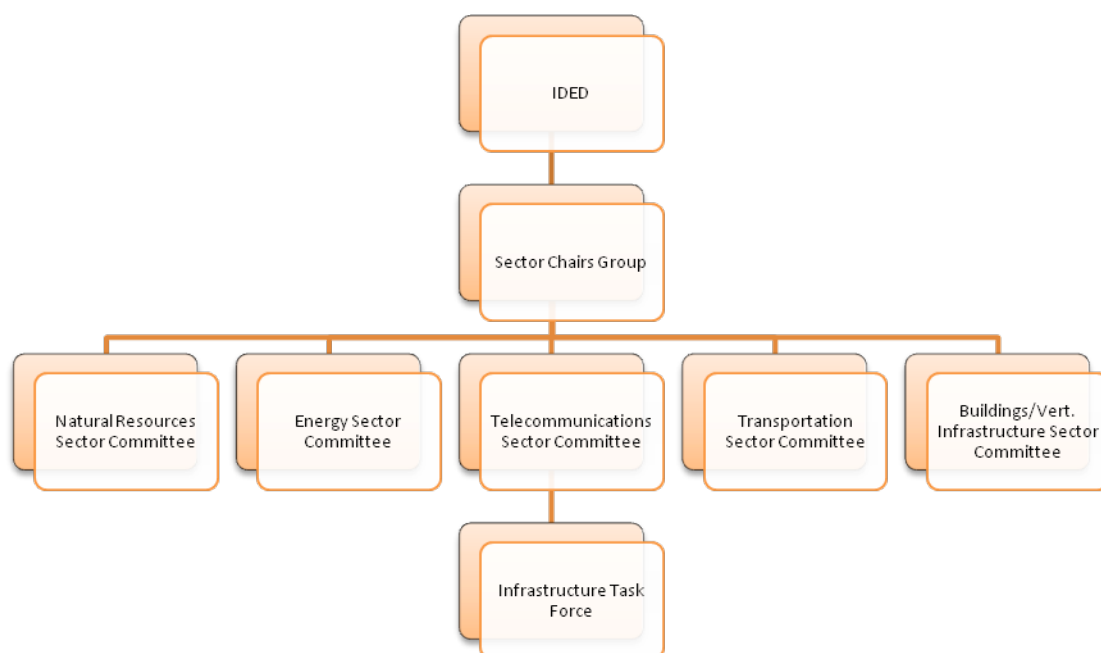 IDED
Sector Chairs Group
Natural Resources
Sector Committee
Energy Sector
Committee
Telecommunications
Sector Committee
Transportation
Sector Committee
Buildings/Vert.
Infrastructure Sector
Committee
Infrastructure Task
Force